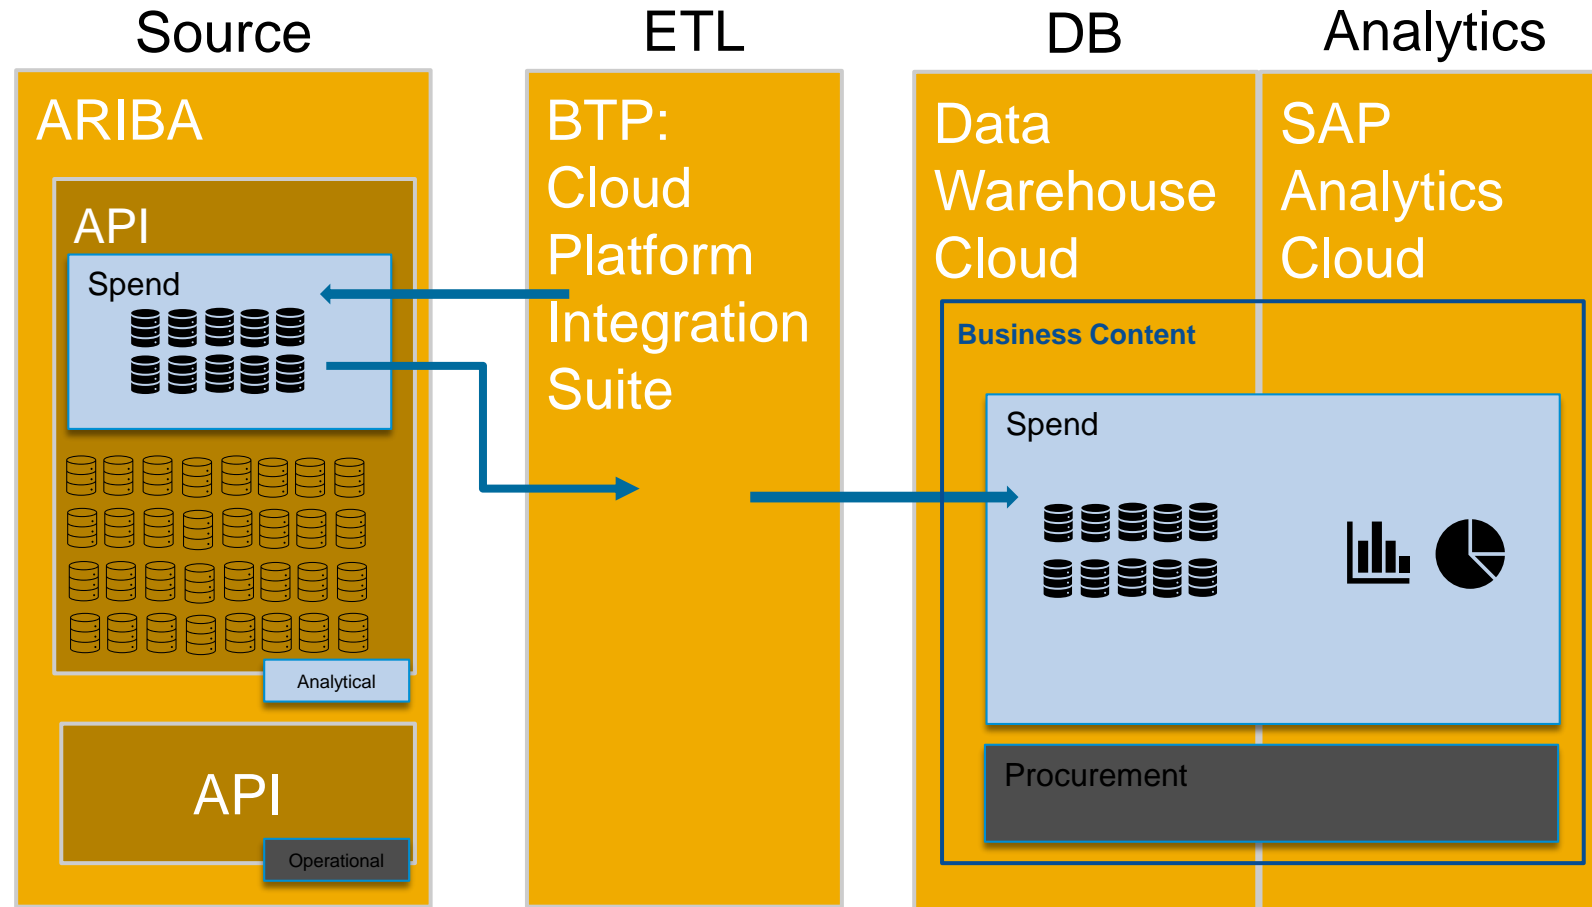 Source
ETL
DB
Analytics
ARIBA
API
Spend
Analytical
API
Operational
BTP:
Cloud
Platform
Integration
Suite
Data
Warehouse
Cloud
SAP
Analytics
Cloud
Business Content
Spend
Procurement